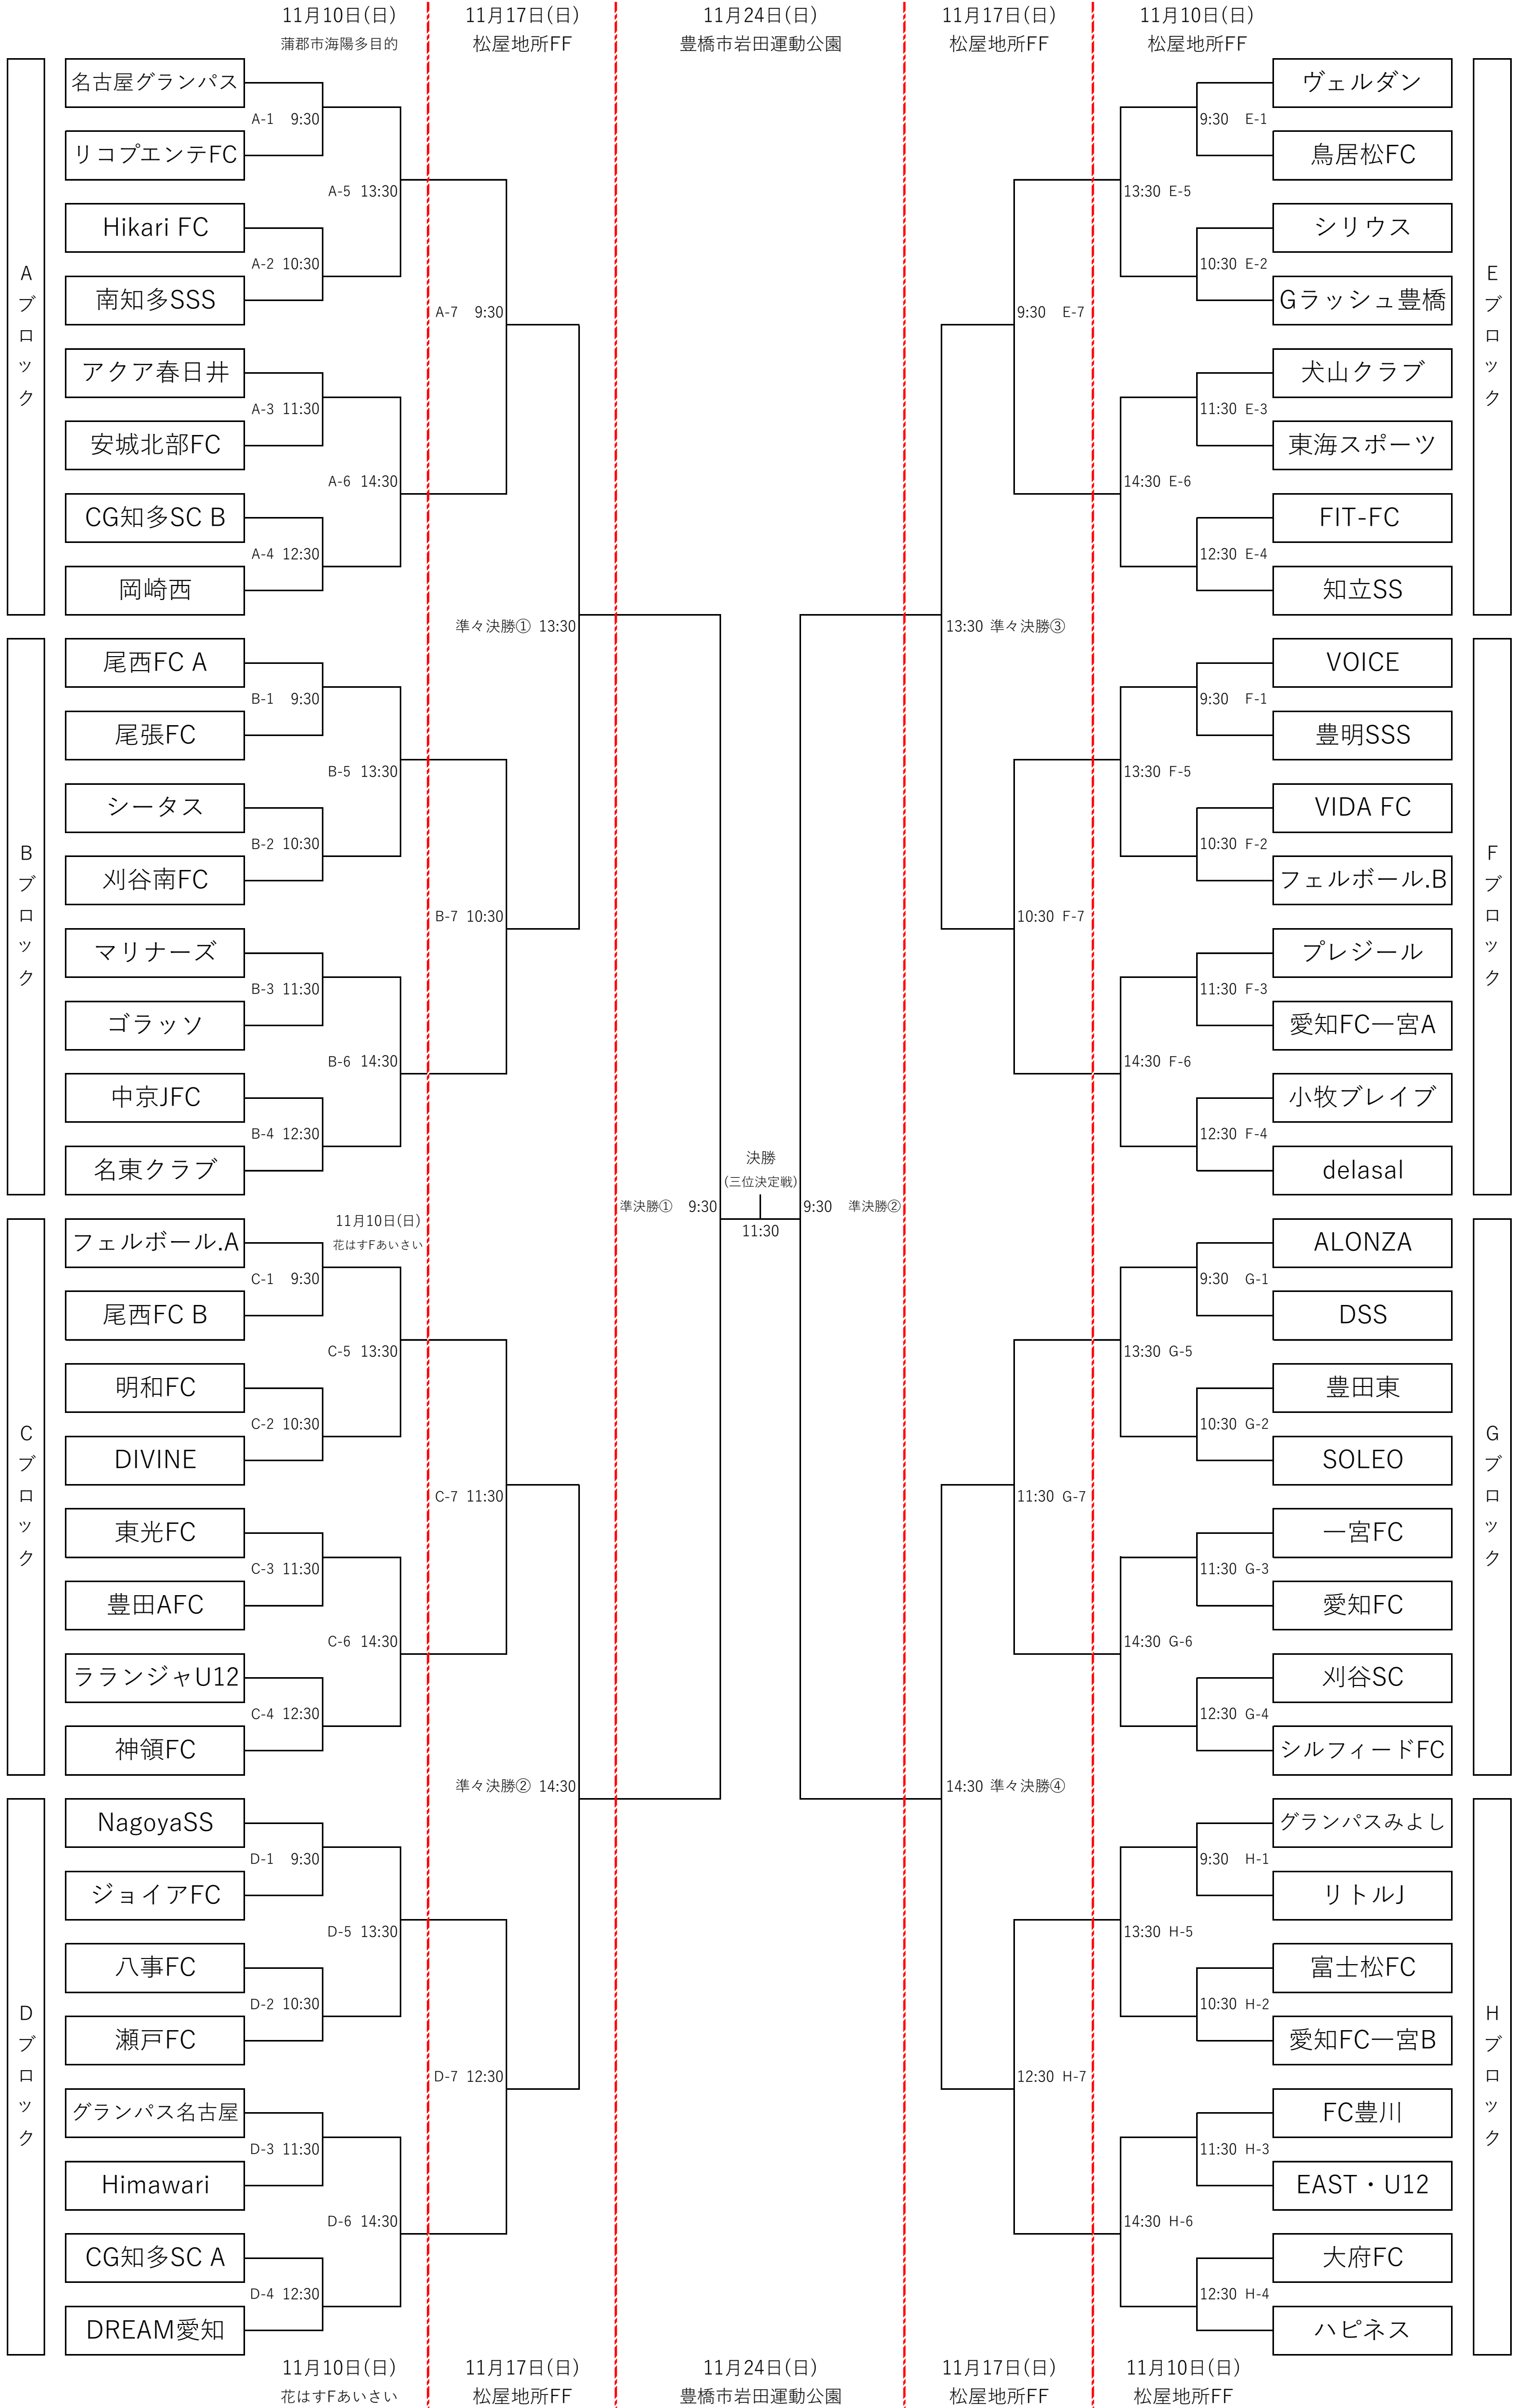 11月10日(日)
蒲郡市海陽多目的
11月17日(日)
松屋地所FF
11月24日(日)
豊橋市岩田運動公園
11月17日(日)
松屋地所FF
11月10日(日)
松屋地所FF
Aブロック
名古屋グランパス
A-1 9:30
リコプエンテFC
A-5 13:30
Hikari FC
A-2 10:30
南知多SSS
A-7 9:30
アクア春日井
A-3 11:30
安城北部FC
A-6 14:30
CG知多SC B
A-4 12:30
岡崎西
準々決勝① 13:30
Bブロック
尾西FC A
B-1 9:30
尾張FC
B-5 13:30
シータス
B-2 10:30
刈谷南FC
B-7 10:30
マリナーズ
B-3 11:30
ゴラッソ
B-6 14:30
中京JFC
B-4 12:30
名東クラブ
準決勝① 9:30
Cブロック
フェルボール.A
11月10日(日)
花はすFあいさい
C-1 9:30
尾西FC B
C-5 13:30
明和FC
C-2 10:30
DIVINE
C-7 11:30
東光FC
C-3 11:30
豊田AFC
C-6 14:30
ラランジャU12
C-4 12:30
神領FC
準々決勝② 14:30
Dブロック
NagoyaSS
D-1 9:30
ジョイアFC
D-5 13:30
八事FC
D-2 10:30
瀬戸FC
D-7 12:30
グランパス名古屋
D-3 11:30
Himawari
D-6 14:30
CG知多SC A
D-4 12:30
DREAM愛知
決勝
(三位決定戦)
11:30
Eブロック
ヴェルダン
9:30 E-1
鳥居松FC
13:30 E-5
シリウス
10:30 E-2
Gラッシュ豊橋
9:30 E-7
犬山クラブ
11:30 E-3
東海スポーツ
14:30 E-6
FIT-FC
12:30 E-4
知立SS
13:30 準々決勝③
Fブロック
VOICE
9:30 F-1
豊明SSS
13:30 F-5
VIDA FC
10:30 F-2
フェルボール.B
10:30 F-7
プレジール
11:30 F-3
愛知FC一宮A
14:30 F-6
小牧ブレイブ
12:30 F-4
delasal
9:30 準決勝②
Gブロック
ALONZA
9:30 G-1
DSS
13:30 G-5
豊田東
10:30 G-2
SOLEO
11:30 G-7
一宮FC
11:30 G-3
愛知FC
14:30 G-6
刈谷SC
12:30 G-4
シルフィードFC
14:30 準々決勝④
Hブロック
グランパスみよし
9:30 H-1
リトルJ
13:30 H-5
富士松FC
10:30 H-2
愛知FC一宮B
12:30 H-7
FC豊川
11:30 H-3
EAST・U12
14:30 H-6
大府FC
12:30 H-4
ハピネス
11月10日(日)
花はすFあいさい
11月17日(日)
松屋地所FF
11月24日(日)
豊橋市岩田運動公園
11月17日(日)
松屋地所FF
11月10日(日)
松屋地所FF